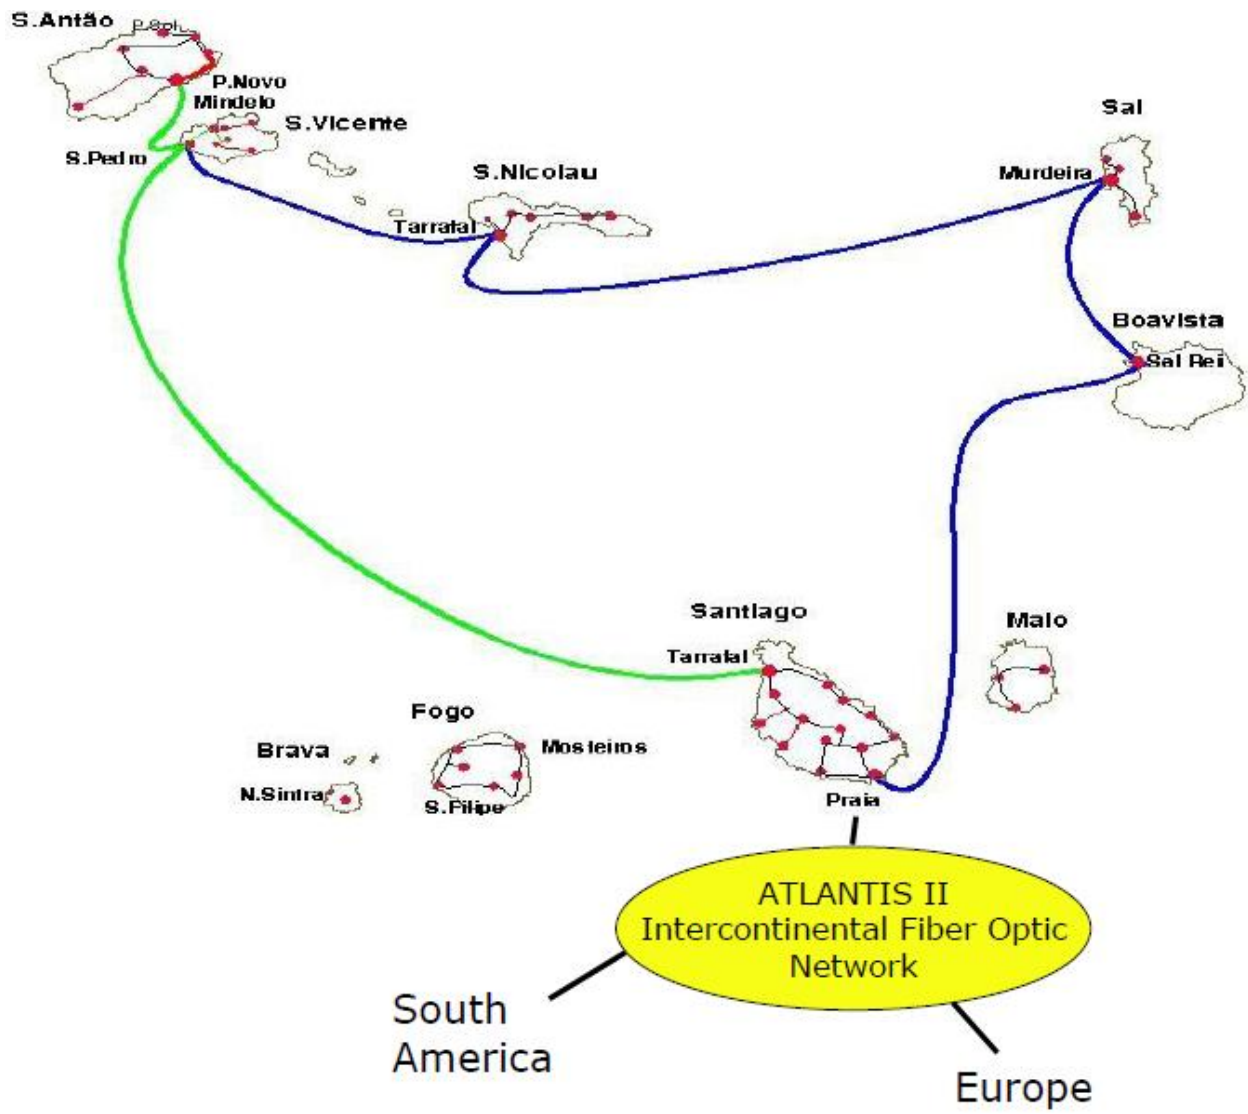 S.Antão
P.Sol
P.Novo
Mindelo
S.Vicente
S.Pedro
S.Nicolau
Tarrafal
Sal
Murdeira
Boavista
Sal Rei
Santiago
Tarrafal
Maio
Fogo
Mosteiros
Brava
N.Sintra
S.Filipe
Praia
ATLANTIS II
Intercontinental Fiber Optic
Network
South
America
Europe